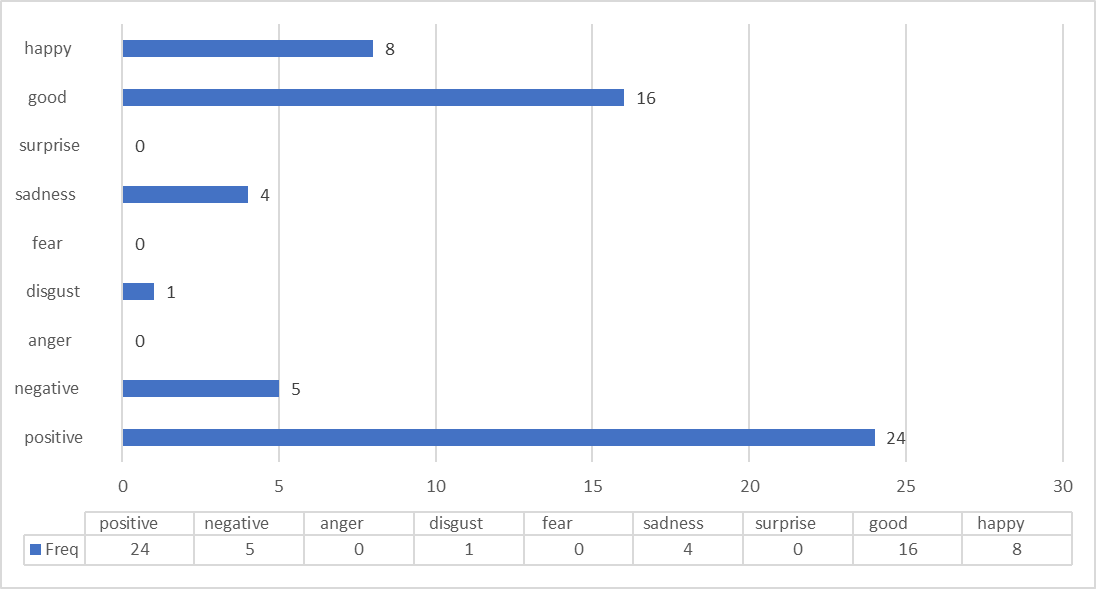 happy 8
good 16
surprise 0
sadness 4
fear 0
disgust 1
anger 0
negative 5
positive 24
0 5 10 15 20 25 30
positive negative anger disgust fear sadness surprise good happy
Freq 24 5 0 1 0 4 0 16 8